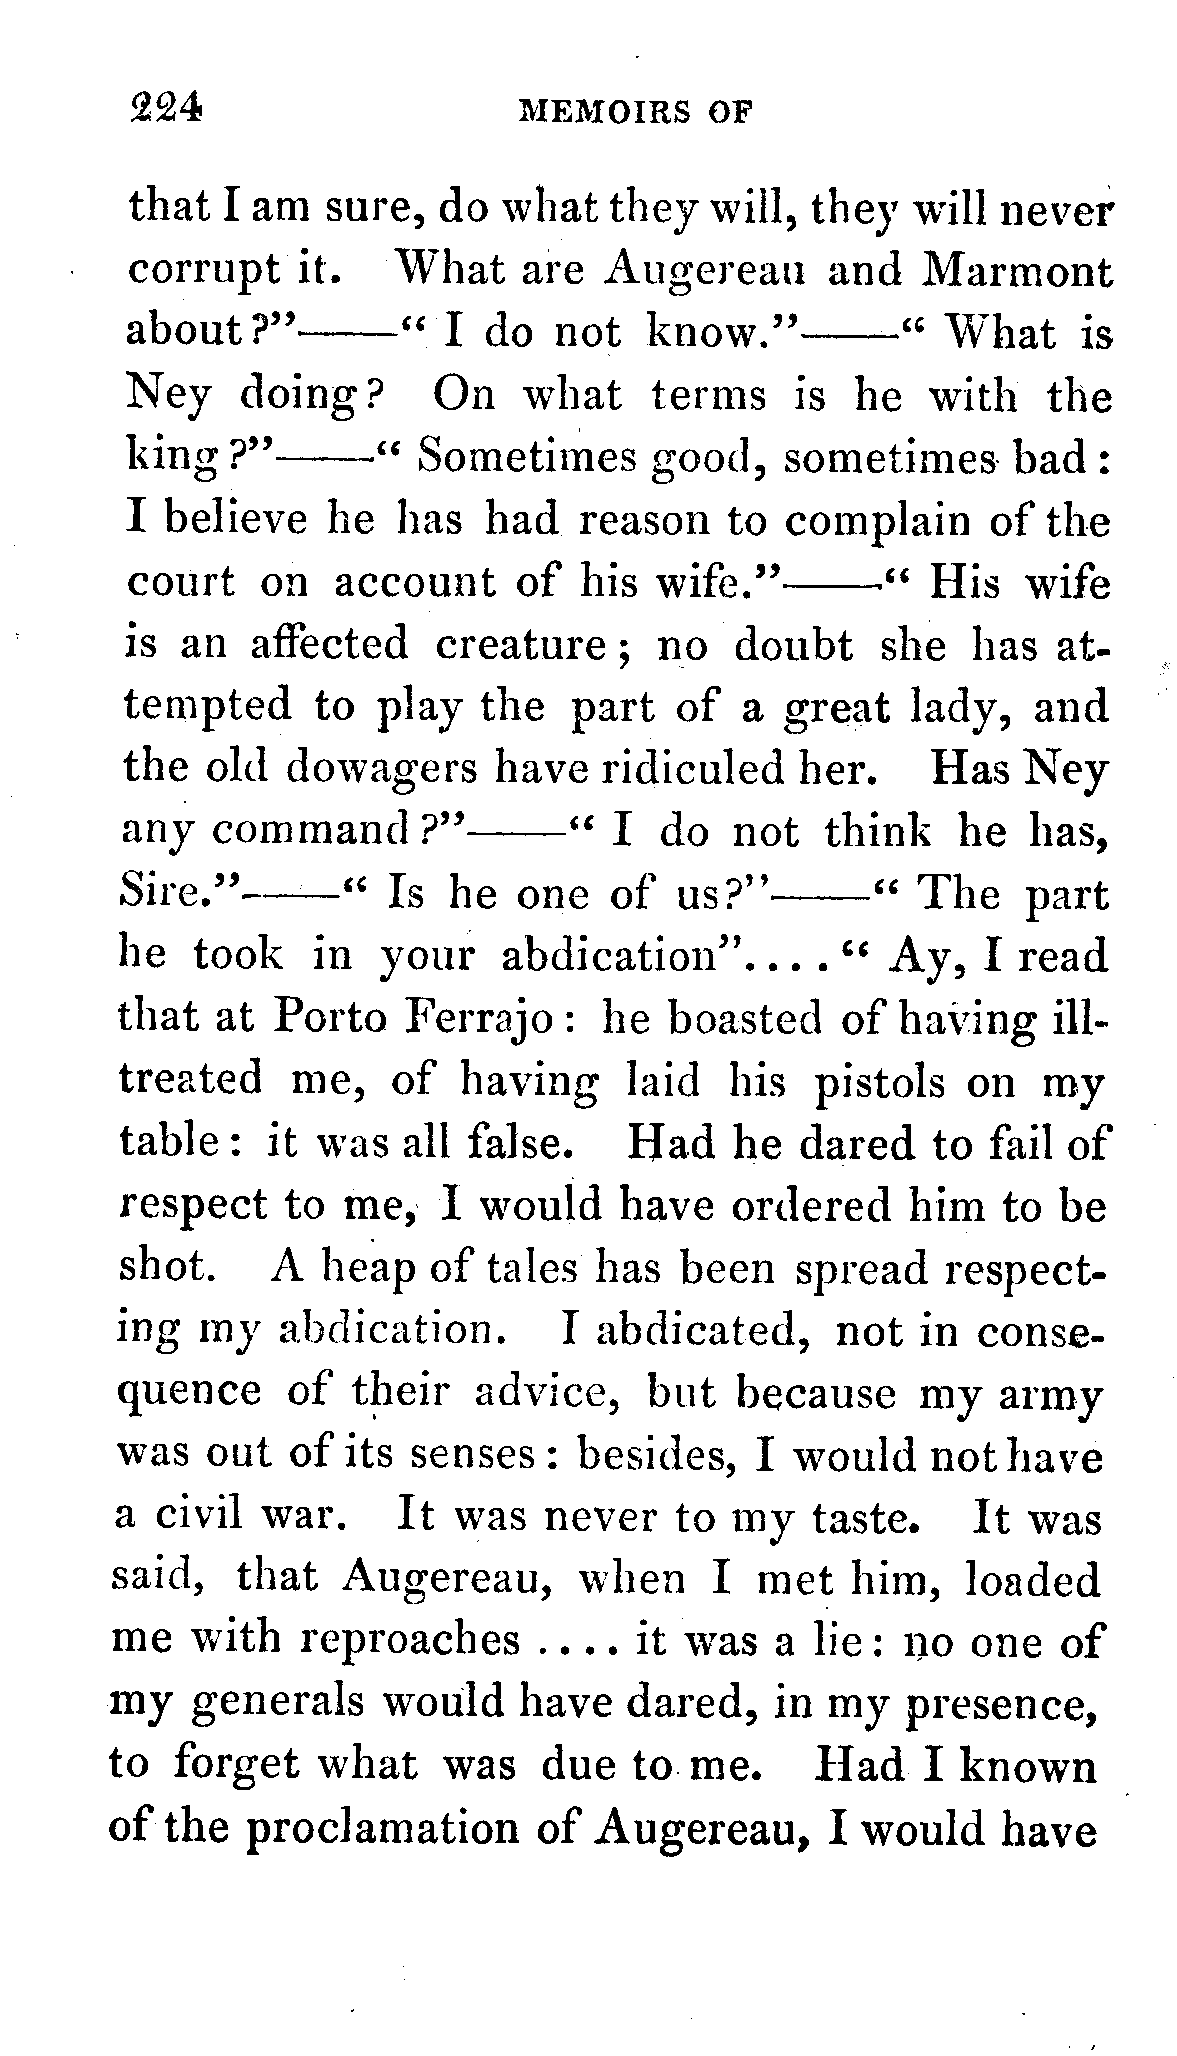 224 MEMOIRS OF
that I am sure, do what they will, they will never
corrupt it. What are Augereau and Marmont
about?”——“ I do not know.”——“ What is
Ney doing? On what terms is he with the
king?”——“ Sometimes good, sometimes bad :
I believe he has had reason to complain of the
court on account of his wife.”——“ His wife
is an affected creature ; no doubt she has at-
tempted to play the part of a great lady, and
the old dowagers have ridiculed her. Has Ney
any command ?”——“ I do not think he has,
Sire.”——“ Is he one of us?”——“ The part
he took in your abdication”. . . . “ Ay, I read
that at Porto Ferrajo : he boasted of having ill-
treated me, of having laid his pistols on my
table : it was all false. Had he dared to fail of
respect to me, I would have ordered him to be
shot. A heap of tales has been spread respect-
ing my abdication. I abdicated, not in conse-
quence of their advice, but because my army
was out of its senses : besides, I would not have
a civil war. It was never to my taste. It was
said, that Augereau, when I met him, loaded
me with reproaches . . . . it was a lie : no one of
my generals would have dared, in my presence,
to forget what was due to me. Had I known
of the proclamation of Augereau, I would have